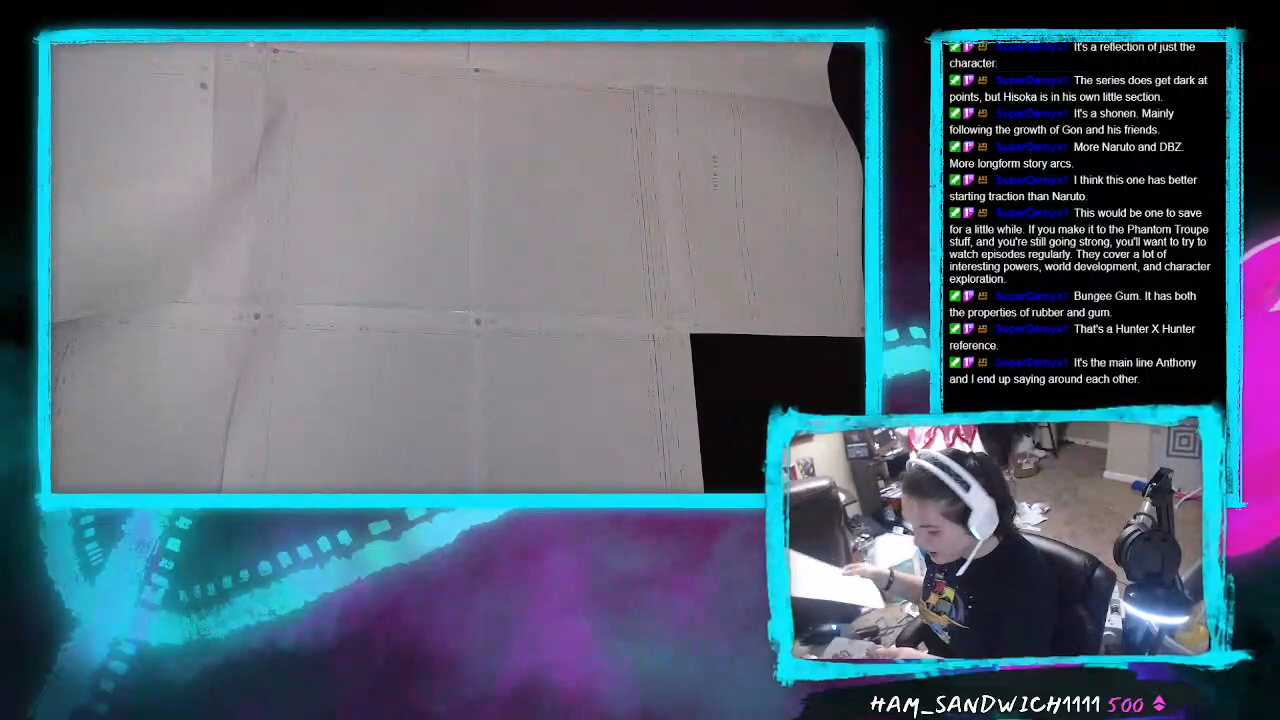 It's a reflection of just the
character.
The series does get dark at
points, but Hisoka is in his own little section.
It's a shonen. Mainly
following the growth of Gon and his friends.
More Naruto and DBZ.
More longform story arcs.
I think this one has better
starting traction than Naruto.
This would be one to save
for a little while. If you make it to the Phantom Troupe
stuff, and you're still going strong, you'll want to try to
watch episodes regularly. They cover a lot of
interesting powers, world development, and character
exploration.
Bungee Gum. It has both
the properties of rubber and gum.
That's a Hunter X Hunter
reference.
It's the main line Anthony
and I end up saying around each other.
HAM_SANDWICH1111 500